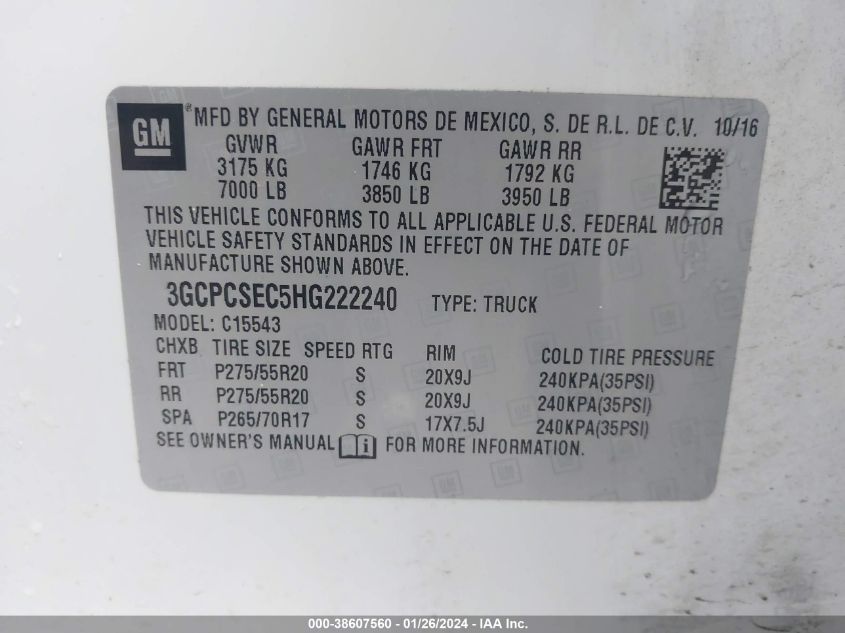 GM
® MFD BY GENERAL MOTORS DE MEXICO, S. DE R.L. DE C.V. 10/16
GVWR GAWR FRT GAWR RR
3175 KG 1746 KG 1792 KG
7000 LB 3850 LB 3950 LB
THIS VEHICLE CONFORMS TO ALL APPLICABLE U.S. FEDERAL MOTOR
VEHICLE SAFETY STANDARDS IN EFFECT ON THE DATE OF
MANUFACTURE SHOWN ABOVE.
3GCPCSEC5HG222240 TYPE: TRUCK
MODEL: C15543
CHXB TIRE SIZE SPEED RTG RIM COLD TIRE PRESSURE
FRT P275/55R20 S 20X9J 240KPA(35PSI)
RR P275/55R20 S 20X9J 240KPA(35PSI)
SPA P265/70R17 S 17X7.5J 240KPA(35PSI)
SEE OWNER'S MANUAL i FOR MORE INFORMATION.
000-38607560 - 01/26/2024 - IAA Inc.